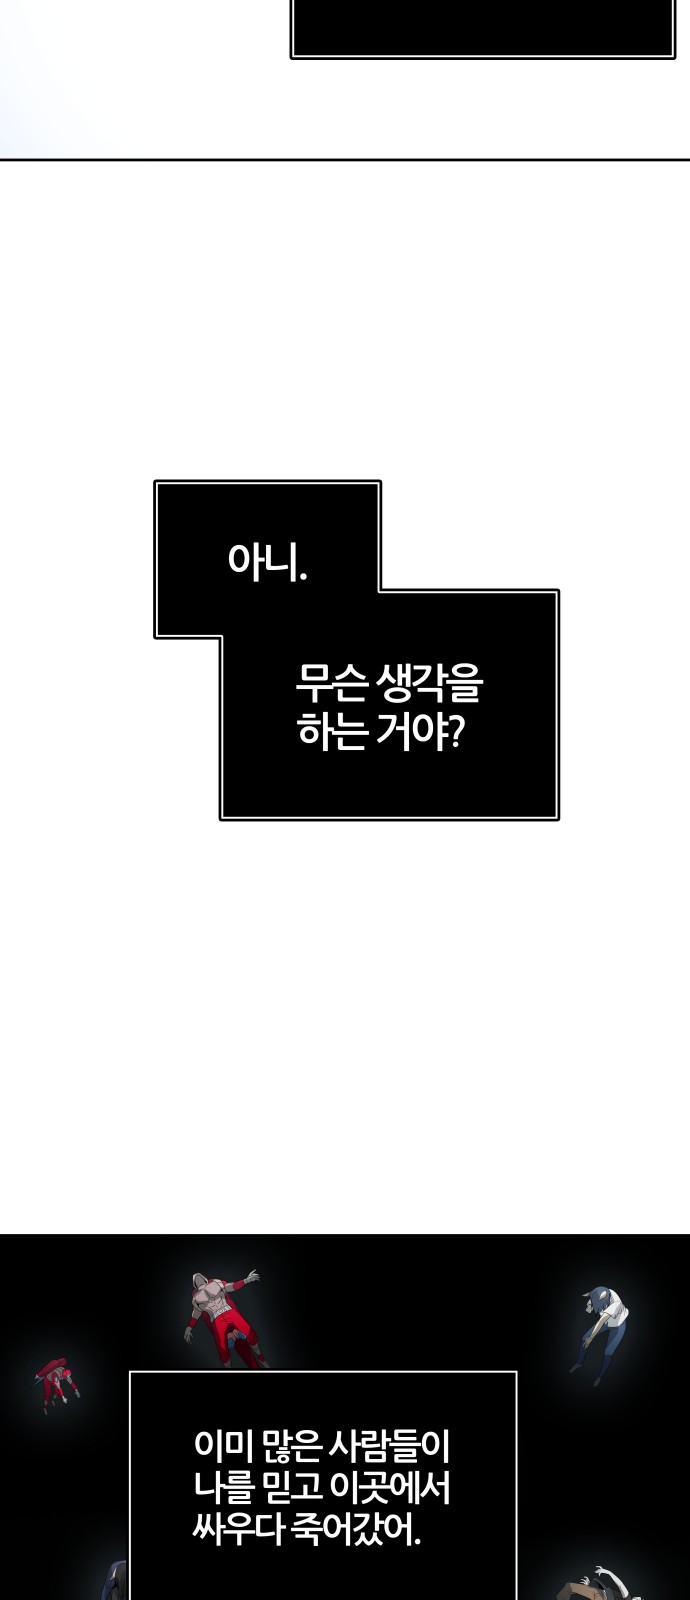 아니.
무슨 생각을
하는 거야?
이미 많은 사람들이
나를 믿고 이곳에서
싸우다 죽어갔어.